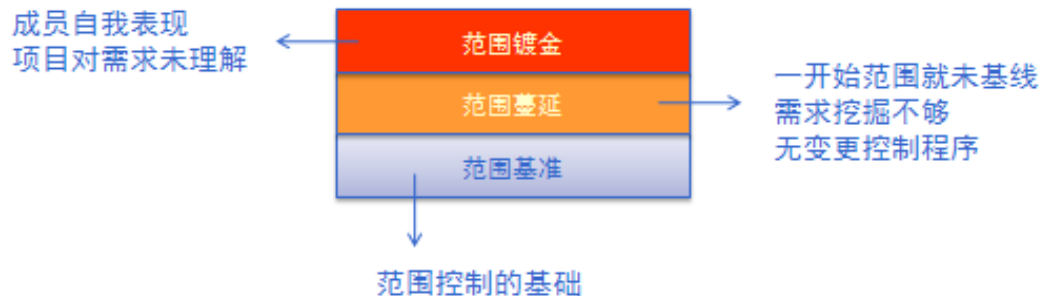 成员自我表现
项目对需求未理解
范围镀金
范围蔓延
一开始范围就未基线
需求挖掘不够
无变更控制程序
范围基准
范围控制的基础